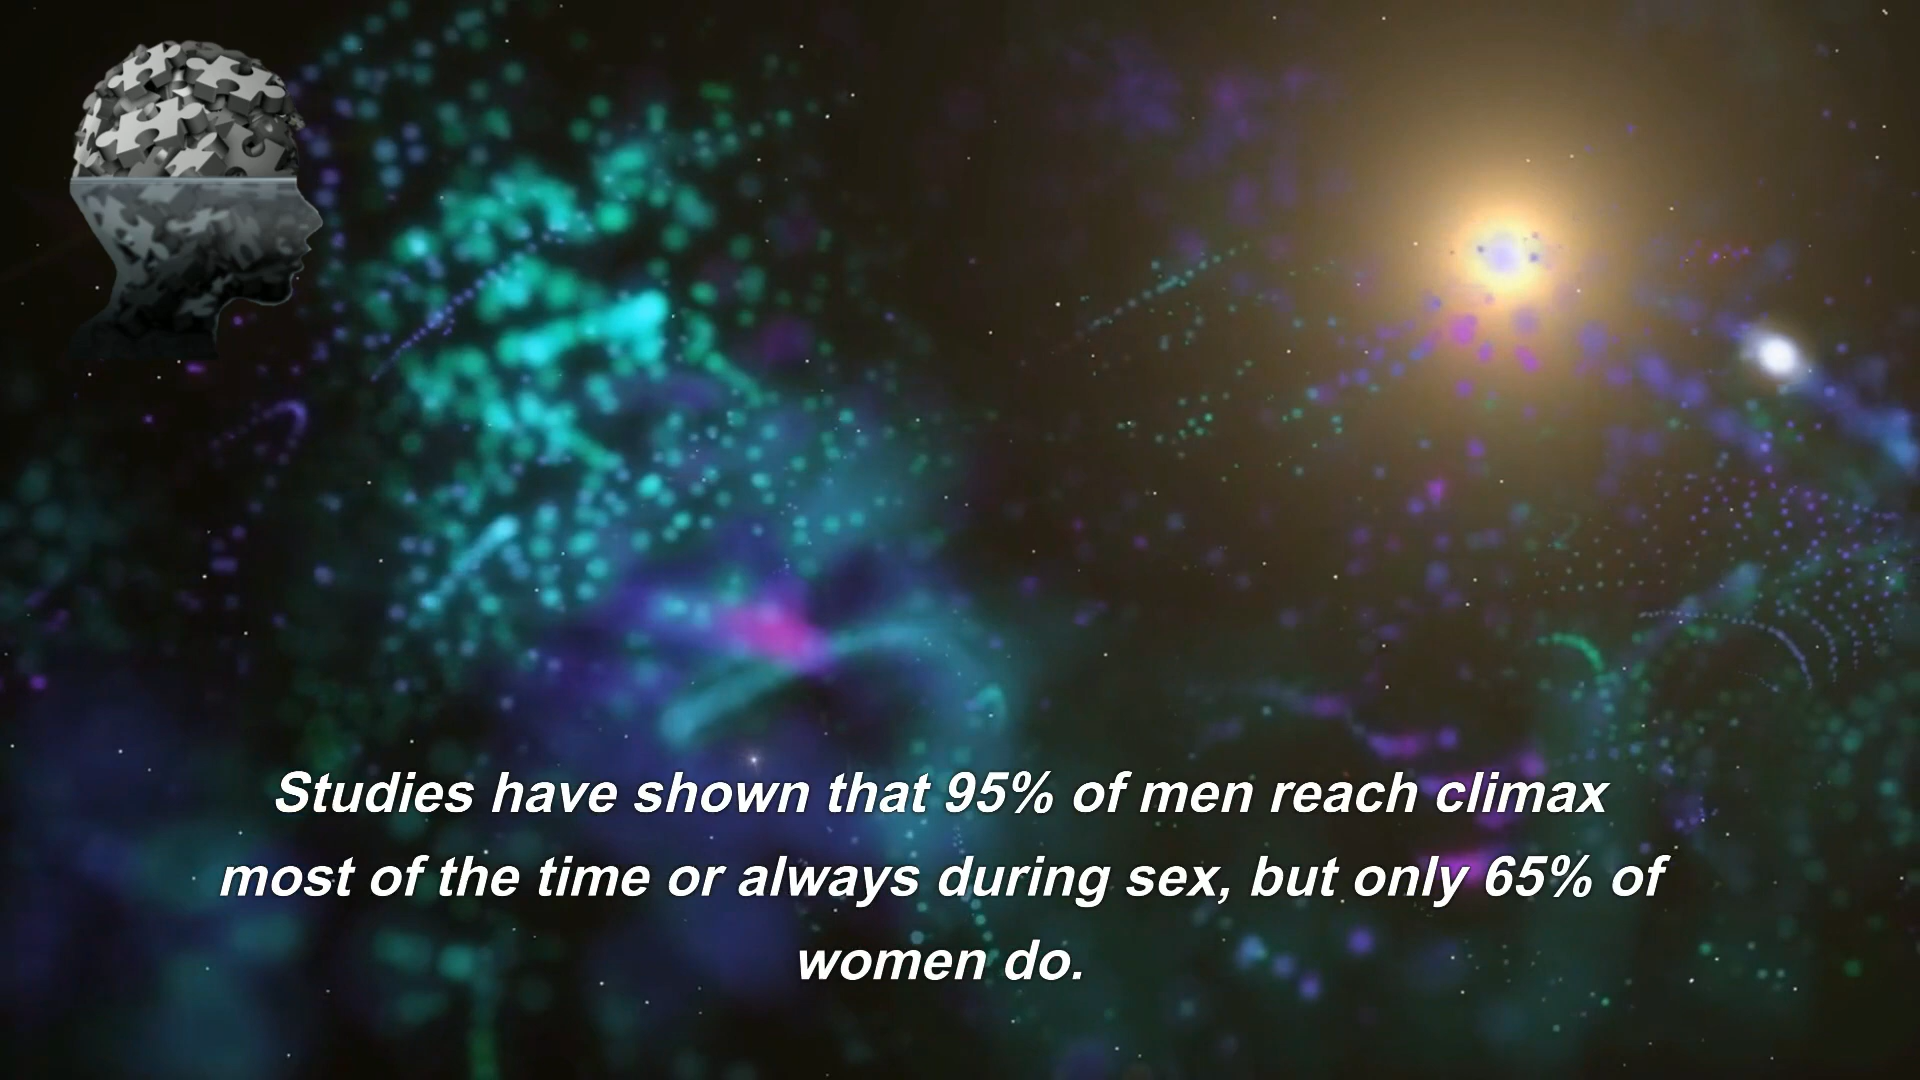 Studies have shown that 95% of men reach climax
most of the time or always during sex, but only 65% of
women do.